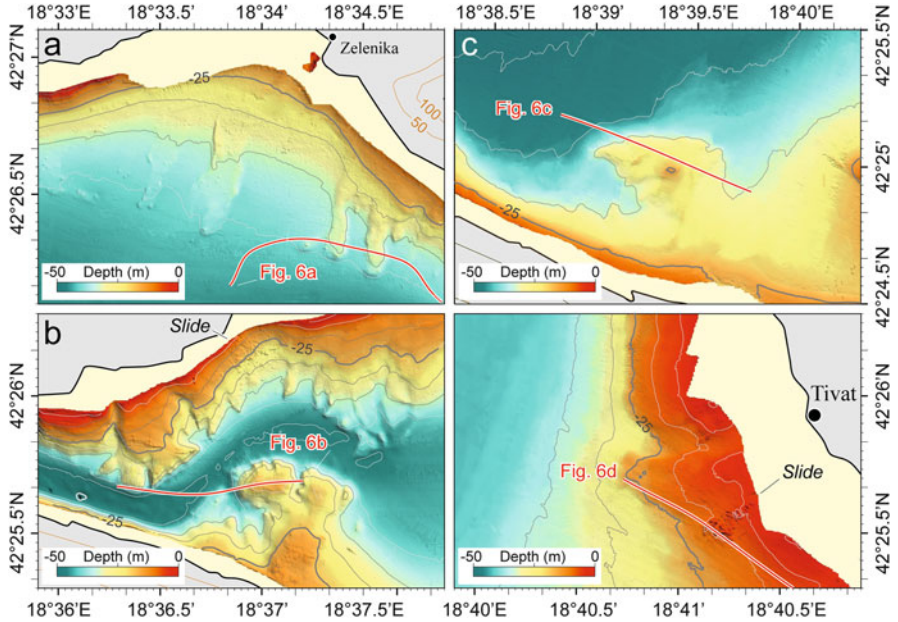 18°33'E 18°33.5'E 18°34'E 18°34.5'E
18°38.5'E 18°39'E 18°39.5'E 18°40'E
42°27'N
42°26.5'N
a
-25
Zelenika
100
50
-50 Depth (m) 0
Fig. 6a
c
Fig. 6c
-25
-50 Depth (m) 0
42°25.5'N
42°25'N
42°24.5'N
b
Slide
-25
Fig. 6b
-25
-50 Depth (m) 0
42°26'N
42°25.5'N
-25
Tivat
Fig. 6d
Slide
-50 Depth (m) 0
42°26'N
42°25.5'N
18°36'E 18°36.5'E 18°37'E 18°37.5'E
18°40'E 18°40.5'E 18°41'E 18°40.5'E